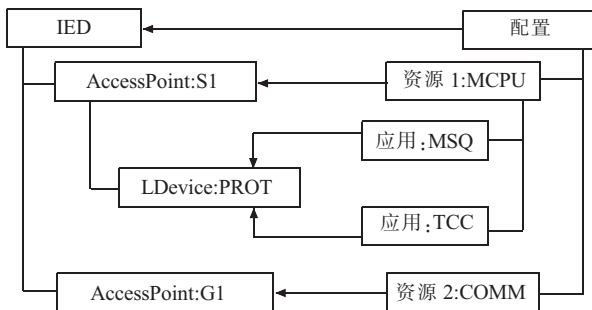 IED
配置
AccessPoint:S1
资源 1:MCPU
应用:MSQ
LDevice:PROT
应用:TCC
AccessPoint:G1
资源 2:COMM